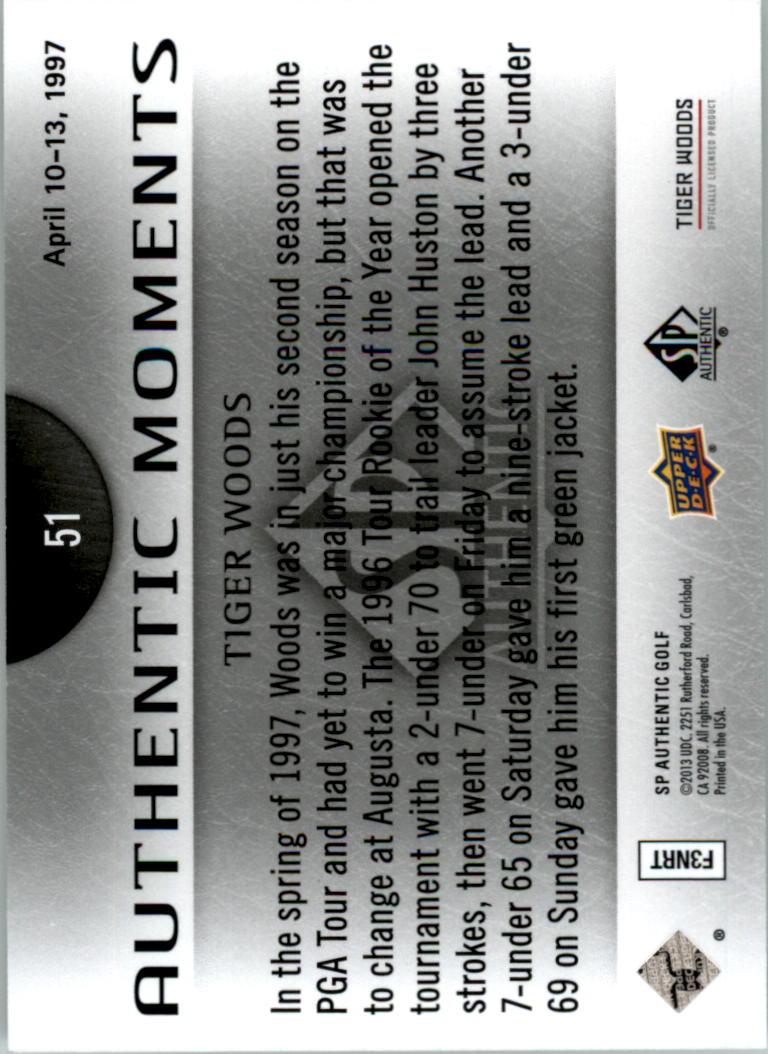 51
April 10-13, 1997
AUTHENTIC MOMENTS
TIGER WOODS
In the spring of 1997, Woods was in just his second season on the
PGA Tour and had yet to win a major championship, but that was
to change at Augusta. The 1996 Tour Rookie of the Year opened the
tournament with a 2-under 70 to trail leader John Huston by three
strokes, then went 7-under on Friday to assume the lead. Another
7-under 65 on Saturday gave him a nine-stroke lead and a 3-under
69 on Sunday gave him his first green jacket.
SP
AUTHENTIC
F3NRT
SP AUTHENTIC GOLF
©2013 UDC. 2251 Rutherford Road, Carlsbad,
CA 92008. All rights reserved.
Printed in the USA.
UPPER
D·E·C·K
®
SP
AUTHENTIC
®
TIGER WOODS
OFFICIALLY LICENSED PRODUCT
®